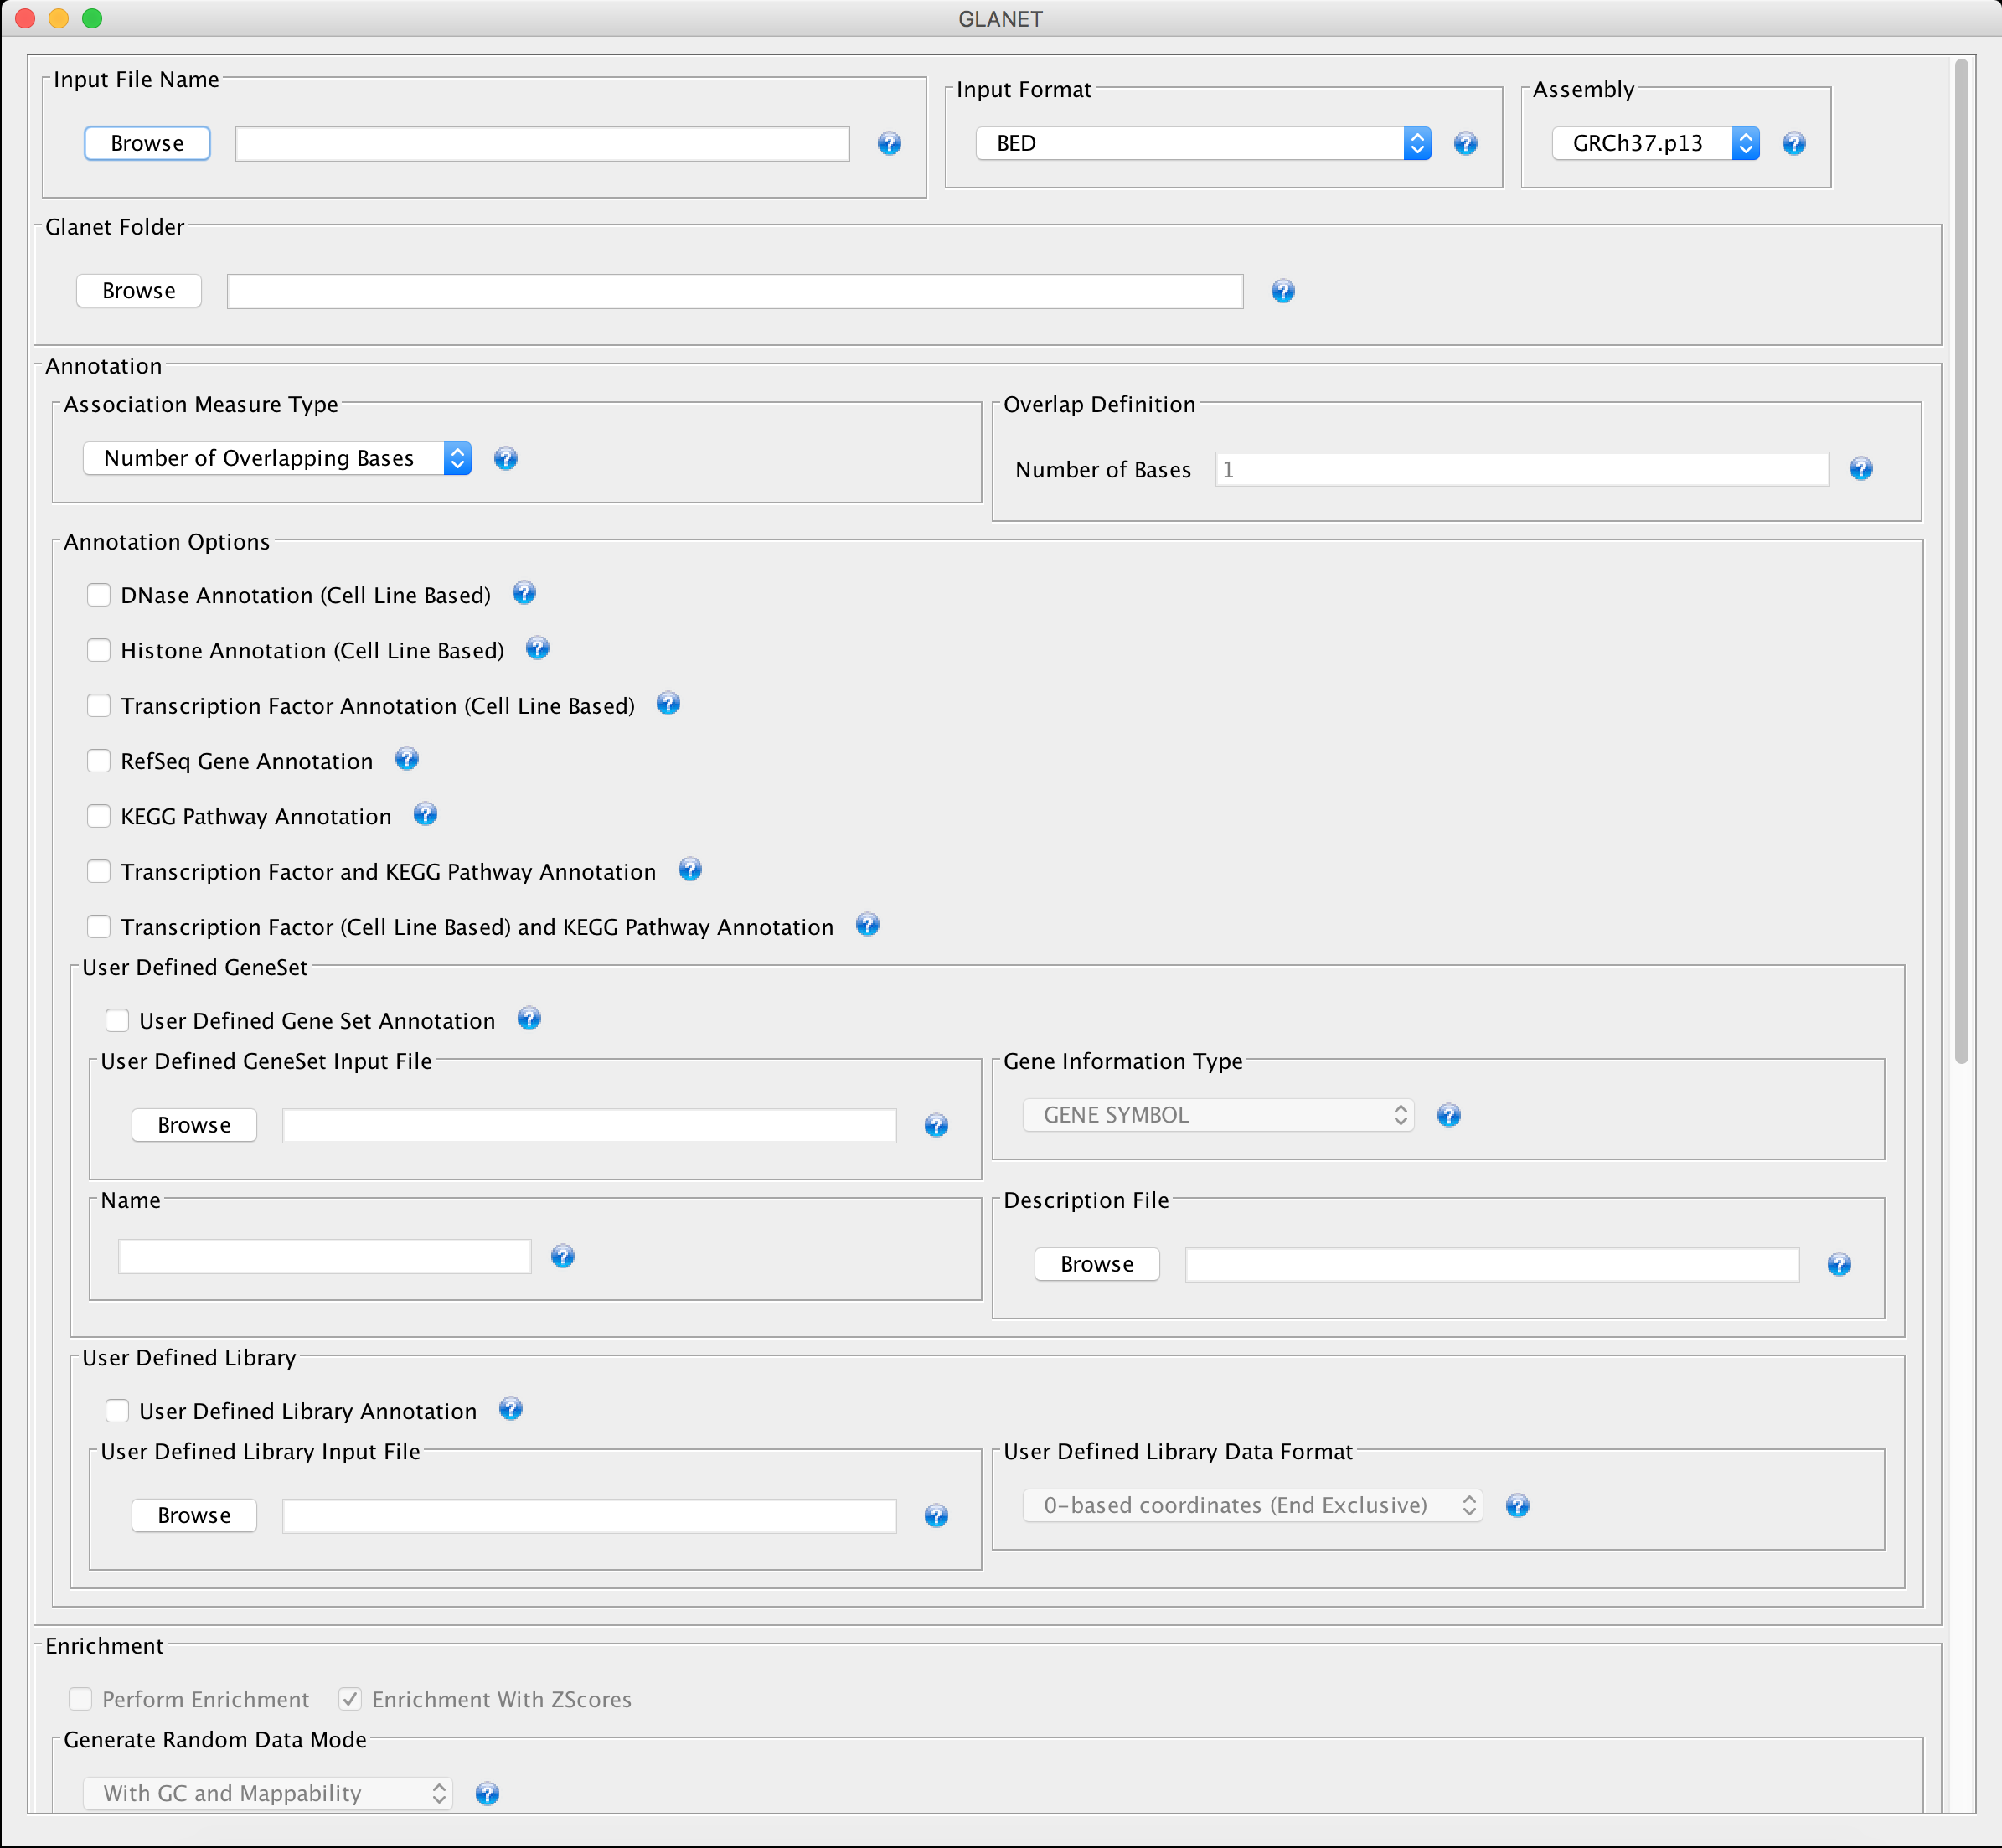 GLANET
Input File Name
Browse
Input Format
BED
Assembly
GRCh37.p13
Glanet Folder
Browse
Annotation
Association Measure Type
Number of Overlapping Bases
Overlap Definition
Number of Bases 1
Annotation Options
DNase Annotation (Cell Line Based)
Histone Annotation (Cell Line Based)
Transcription Factor Annotation (Cell Line Based)
RefSeq Gene Annotation
KEGG Pathway Annotation
Transcription Factor and KEGG Pathway Annotation
Transcription Factor (Cell Line Based) and KEGG Pathway Annotation
User Defined GeneSet
User Defined Gene Set Annotation
User Defined GeneSet Input File
Browse
Gene Information Type
GENE SYMBOL
Name
Description File
Browse
User Defined Library
User Defined Library Annotation
User Defined Library Input File
Browse
User Defined Library Data Format
0-based coordinates (End Exclusive)
Enrichment
Perform Enrichment Enrichment With ZScores
Generate Random Data Mode
With GC and Mappability